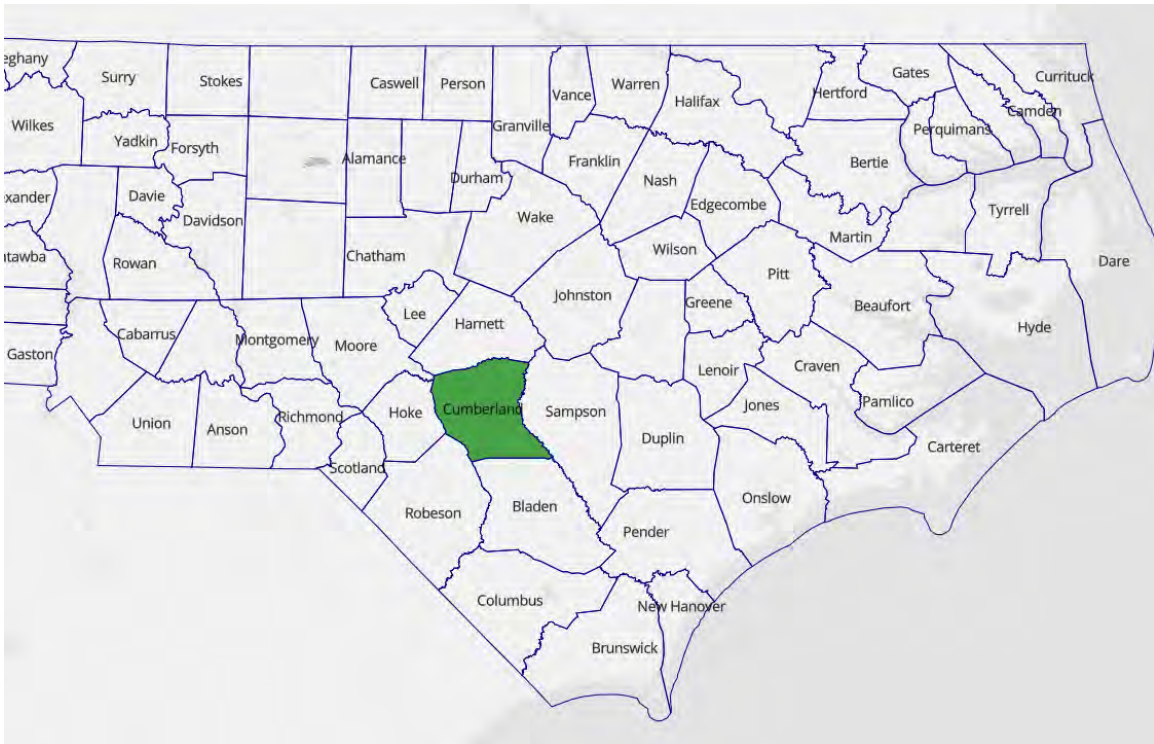 eghany
Surry
Stokes
Caswell
Person
Vance
Warren
Halifax
Hertford
Gates
Currituck
Camden
Wilkes
Yadkin
Forsyth
Alamance
Granville
Durham
Franklin
Nash
Edgecombe
Bertie
Perquimans
xander
Davie
Davidson
Wake
Wilson
Martin
Tyrrell
Dare
tawba
Rowan
Chatham
Johnston
Greene
Pitt
Beaufort
Hyde
Gaston
Cabarrus
Montgomery
Moore
Lee
Harnett
Lenoir
Craven
Pamlico
Jones
Carteret
Union
Anson
Richmond
Scotland
Hoke
Cumberland
Sampson
Duplin
Onslow
Robeson
Bladen
Pender
Columbus
New Hanover
Brunswick